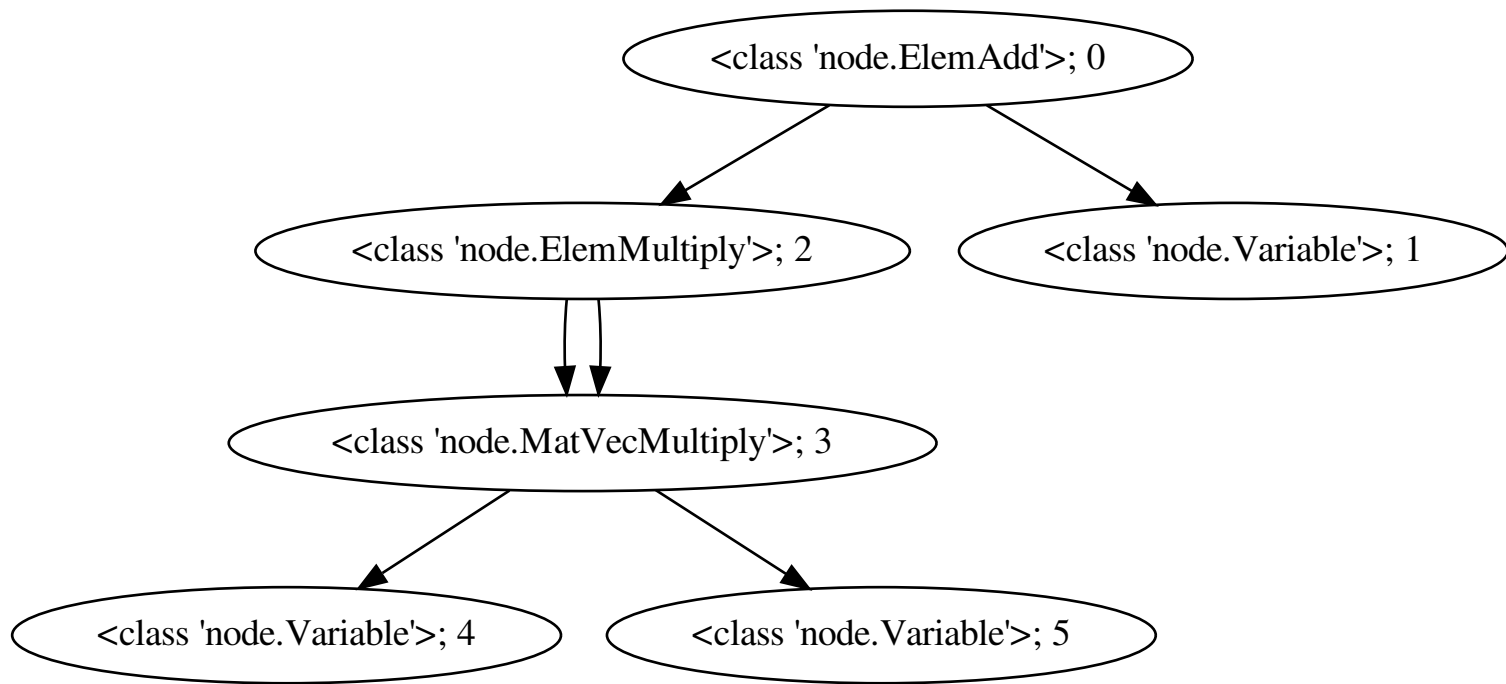 <class 'node.ElemAdd'>; 0
<class 'node.ElemMultiply'>; 2
<class 'node.Variable'>; 1
<class 'node.MatVecMultiply'>; 3
<class 'node.Variable'>; 4
<class 'node.Variable'>; 5